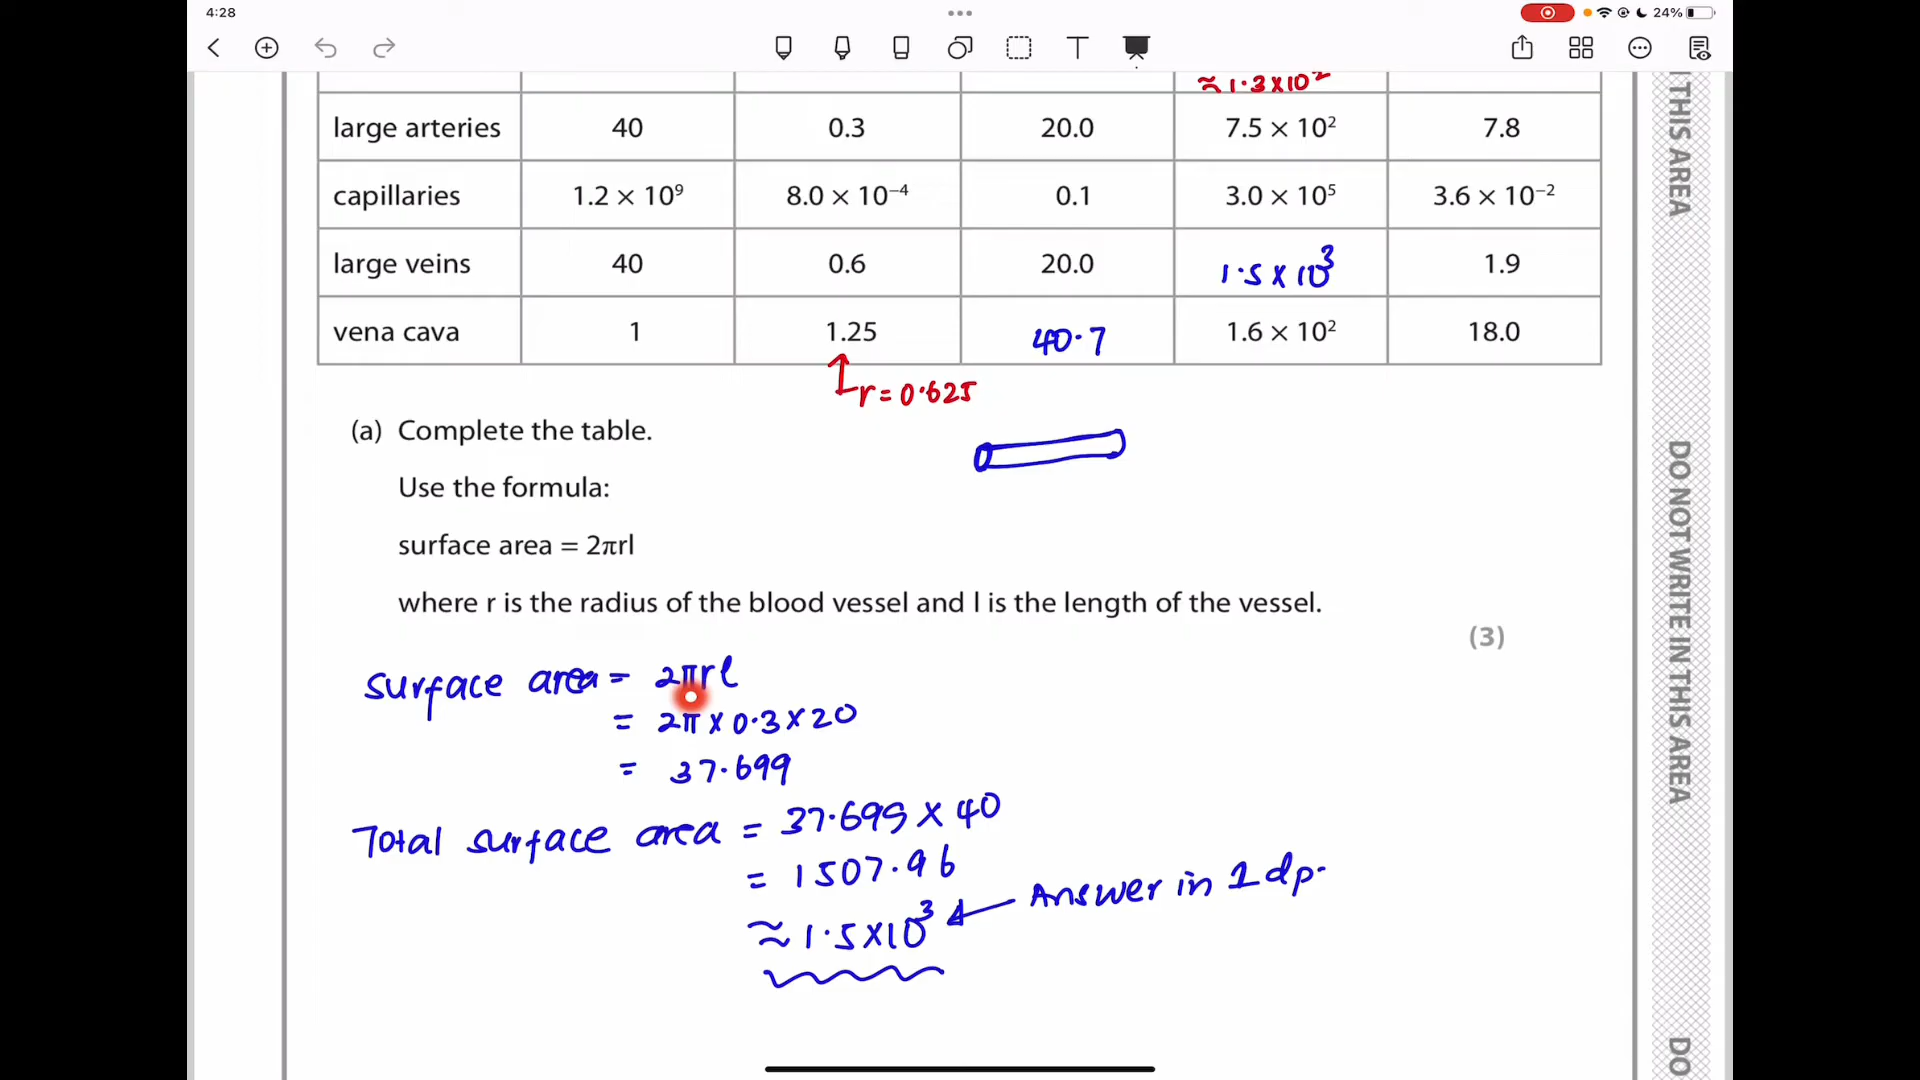 4:28
24%
≈1.3×10²
large arteries 40 0.3 20.0 7.5 × 10² 7.8
capillaries 1.2 × 10⁹ 8.0 × 10⁻⁴ 0.1 3.0 × 10⁵ 3.6 × 10⁻²
large veins 40 0.6 20.0 1.5 × 10³ 1.9
vena cava 1 1.25 40.7 1.6 × 10² 18.0
r = 0.625
(a) Complete the table.
Use the formula:
surface area = 2πrl
where r is the radius of the blood vessel and l is the length of the vessel.
(3)
Surface area = 2πrl
= 2π × 0.3 × 20
= 37.699
Total surface area = 37.699 × 40
= 1507.96
≈ 1.5×10³
Answer in 1 dp.
THIS AREA
DO NOT WRITE IN THIS AREA
DO